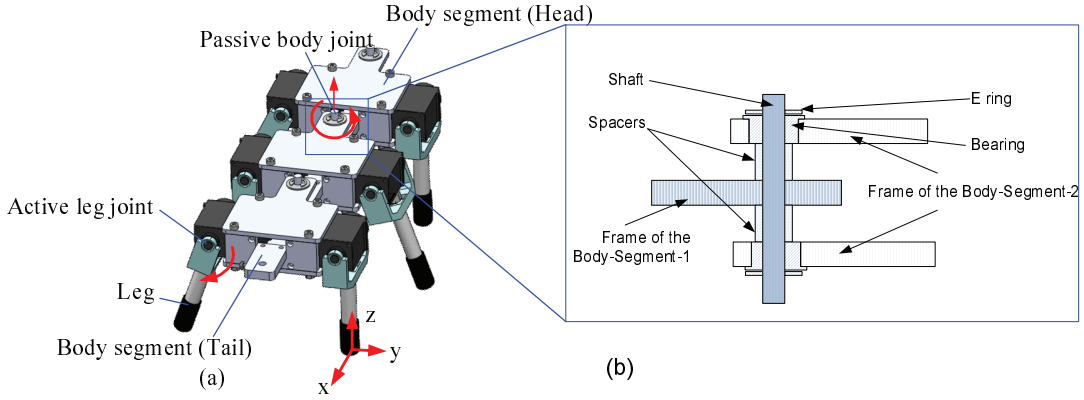 Body segment (Head)
Passive body joint
Active leg joint
Leg
Body segment (Tail)
(a)
z
y
x
Shaft
E ring
Spacers
Bearing
Frame of the Body-Segment-2
Frame of the
Body-Segment-1
(b)